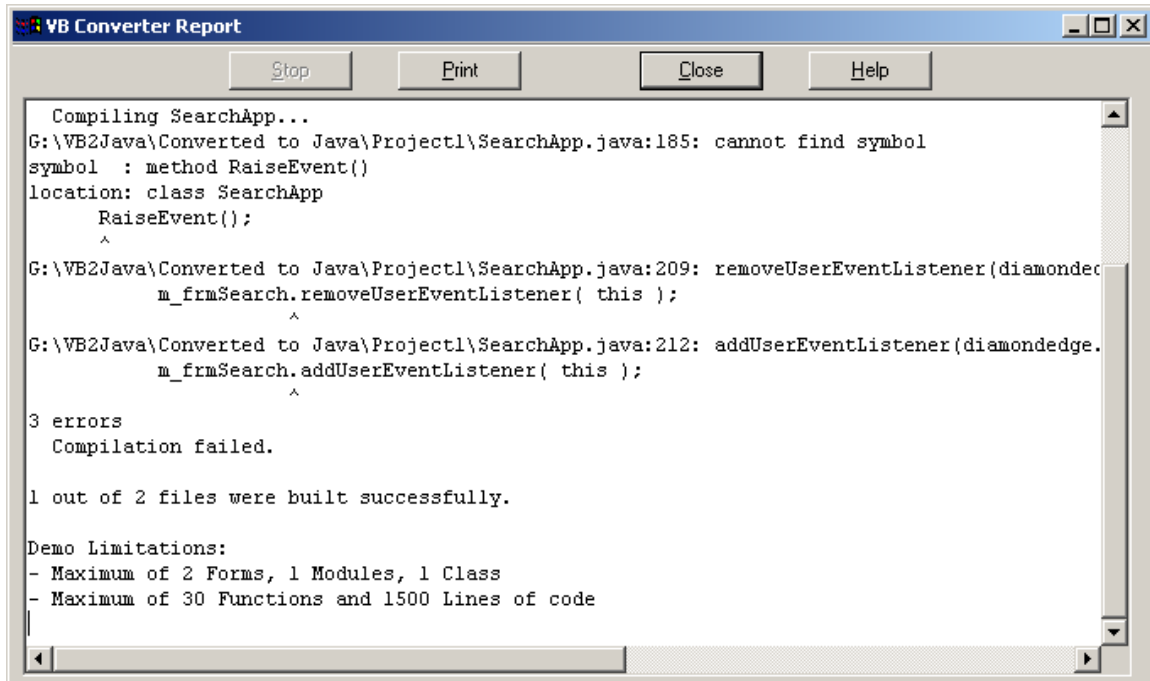 VB Converter Report
Stop Print Close Help
Compiling SearchApp...
G:\VB2Java\Converted to Java\Project1\SearchApp.java:185: cannot find symbol
symbol  : method RaiseEvent()
location: class SearchApp
RaiseEvent();
^
G:\VB2Java\Converted to Java\Project1\SearchApp.java:209: removeUserEventListener(diamondedg
m_frmSearch.removeUserEventListener( this );
^
G:\VB2Java\Converted to Java\Project1\SearchApp.java:212: addUserEventListener(diamondedge.
m_frmSearch.addUserEventListener( this );
^
3 errors
Compilation failed.
1 out of 2 files were built successfully.
Demo Limitations:
- Maximum of 2 Forms, 1 Modules, 1 Class
- Maximum of 30 Functions and 1500 Lines of code